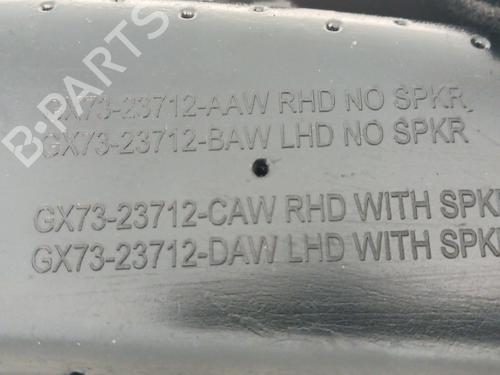 B-PARTS
GX73-23712-AAW RHD NO SPKR
GX73-23712-BAW LHD NO SPKR
GX73-23712-CAW RHD WITH SPK
GX73-23712-DAW LHD WITH SPK